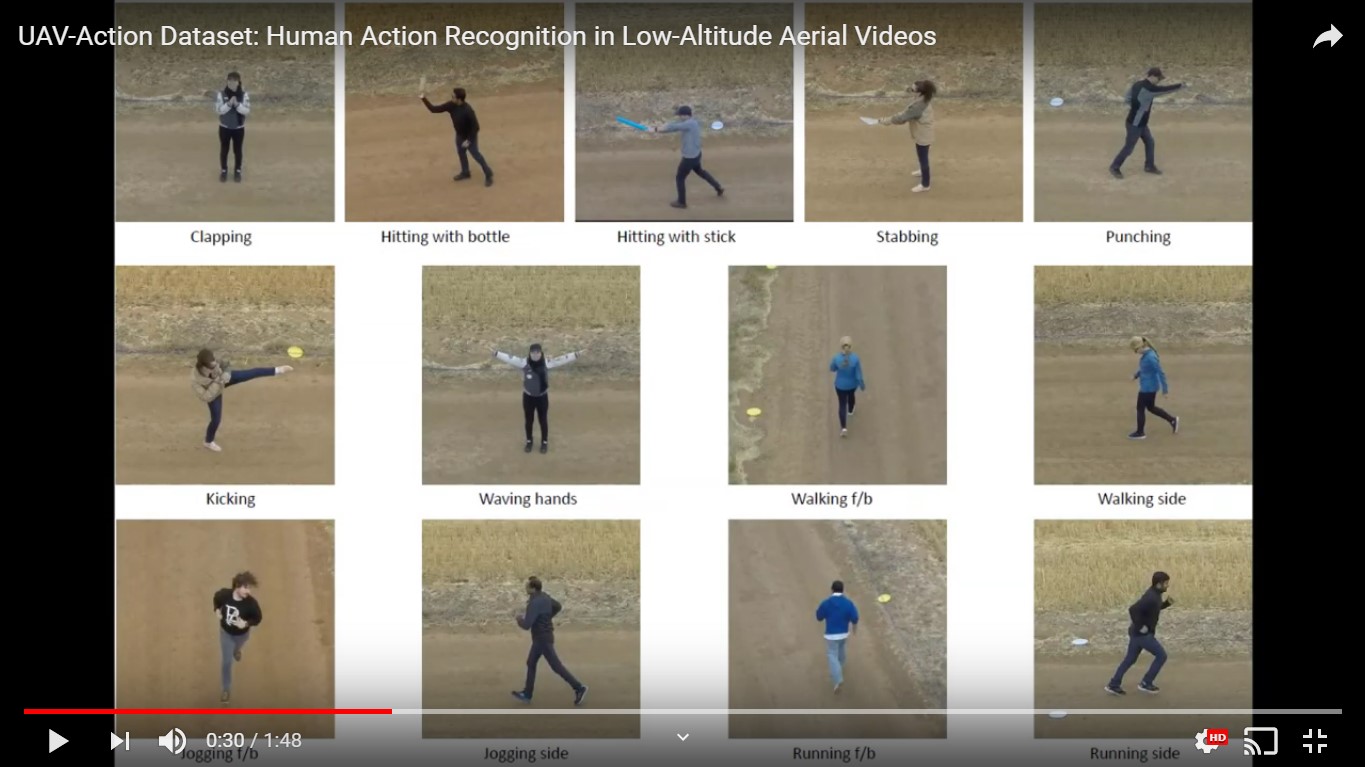 UAV-Action Dataset: Human Action Recognition in Low-Altitude Aerial Videos
Clapping
Hitting with bottle
Hitting with stick
Stabbing
Punching
Kicking
Waving hands
Walking f/b
Walking side
Jogging f/b
Jogging side
Running f/b
Running side
0:30 / 1:48
HD